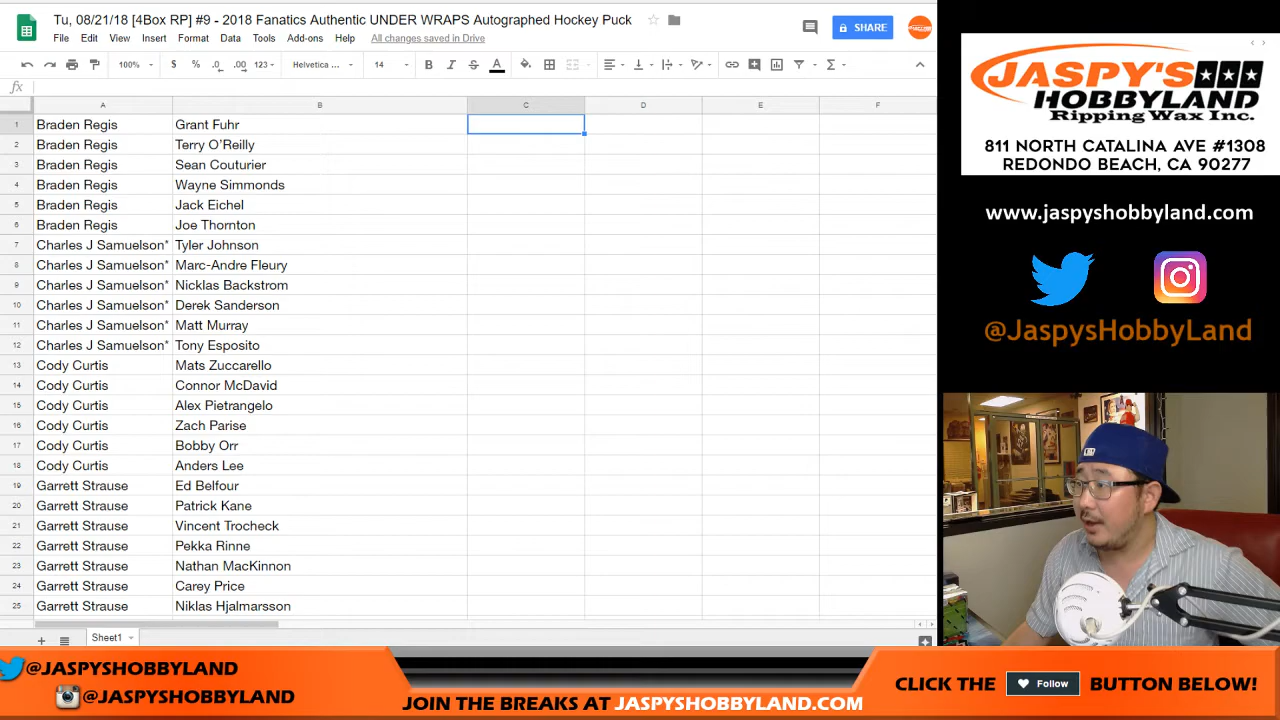 Tu, 08/21/18 [4Box RP] #9 - 2018 Fanatics Authentic UNDER WRAPS Autographed Hockey Puck
File Edit View Insert Format Data Tools Add-ons Help All changes saved in Drive
SHARE
100% $ % .0 .00 123 Helvetica ... 14 B I S A
fx
A B C D E F
1 Braden Regis Grant Fuhr
2 Braden Regis Terry O’Reilly
3 Braden Regis Sean Couturier
4 Braden Regis Wayne Simmonds
5 Braden Regis Jack Eichel
6 Braden Regis Joe Thornton
7 Charles J Samuelson* Tyler Johnson
8 Charles J Samuelson* Marc-Andre Fleury
9 Charles J Samuelson* Nicklas Backstrom
10 Charles J Samuelson* Derek Sanderson
11 Charles J Samuelson* Matt Murray
12 Charles J Samuelson* Tony Esposito
13 Cody Curtis Mats Zuccarello
14 Cody Curtis Connor McDavid
15 Cody Curtis Alex Pietrangelo
16 Cody Curtis Zach Parise
17 Cody Curtis Bobby Orr
18 Cody Curtis Anders Lee
19 Garrett Strause Ed Belfour
20 Garrett Strause Patrick Kane
21 Garrett Strause Vincent Trocheck
22 Garrett Strause Pekka Rinne
23 Garrett Strause Nathan MacKinnon
24 Garrett Strause Carey Price
25 Garrett Strause Niklas Hjalmarsson
Sheet1
JASPY'S
HOBBYLAND
Ripping Wax Inc.
811 NORTH CATALINA AVE #1308
REDONDO BEACH, CA 90277
www.jaspyshobbyland.com
@JaspysHobbyLand
@JASPYSHOBBYLAND
@JASPYSHOBBYLAND
JOIN THE BREAKS AT JASPYSHOBBYLAND.COM
CLICK THE Follow BUTTON BELOW!